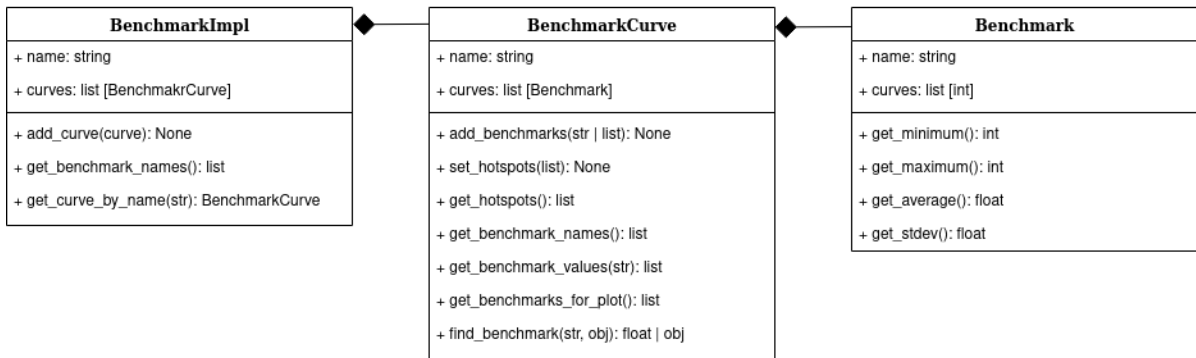 BenchmarkImpl
+ name: string
+ curves: list [BenchmakrCurve]
+ add_curve(curve): None
+ get_benchmark_names(): list
+ get_curve_by_name(str): BenchmarkCurve
BenchmarkCurve
+ name: string
+ curves: list [Benchmark]
+ add_benchmarks(str | list): None
+ set_hotspots(list): None
+ get_hotspots(): list
+ get_benchmark_names(): list
+ get_benchmark_values(str): list
+ get_benchmarks_for_plot(): list
+ find_benchmark(str, obj): float | obj
Benchmark
+ name: string
+ curves: list [int]
+ get_minimum(): int
+ get_maximum(): int
+ get_average(): float
+ get_stdev(): float